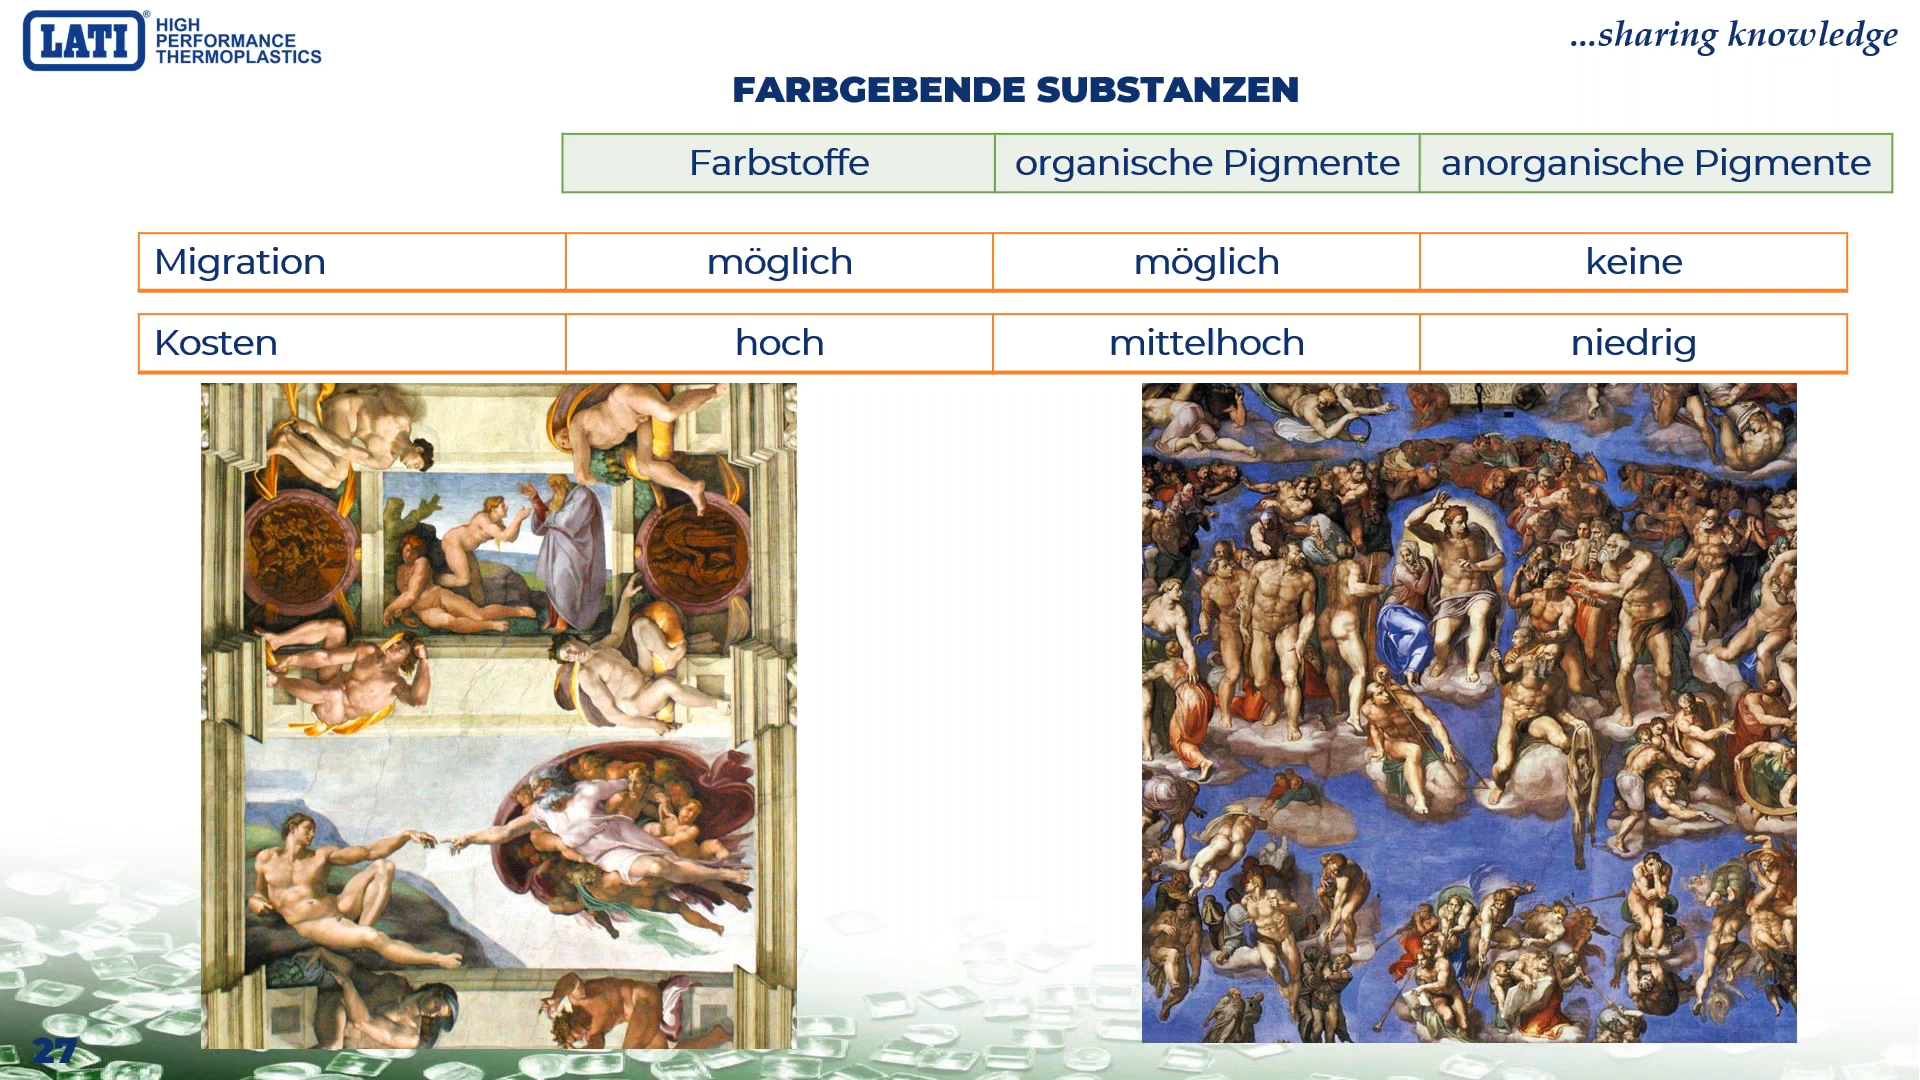 LATI®
HIGH
PERFORMANCE
THERMOPLASTICS
...sharing knowledge
FARBGEBENDE SUBSTANZEN
Farbstoffe organische Pigmente anorganische Pigmente
Migration möglich möglich keine
Kosten hoch mittelhoch niedrig
27